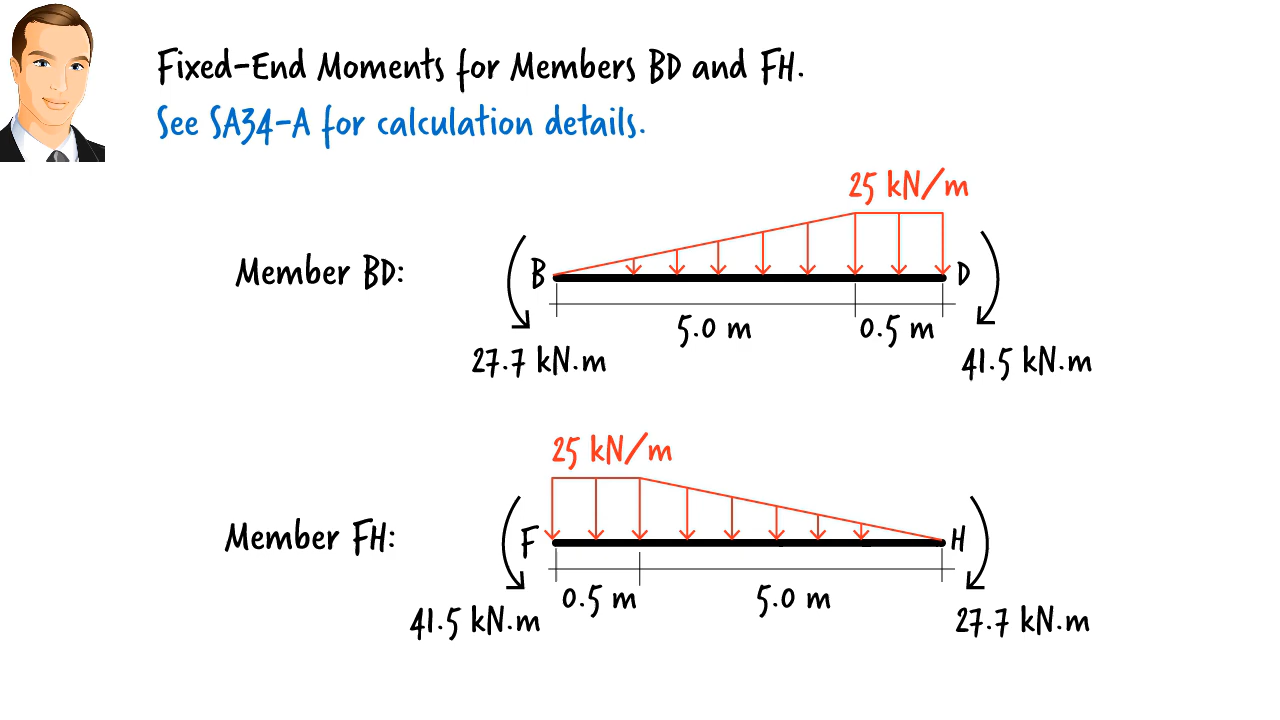 Fixed-End Moments for Members BD and FH.
See SA34-A for calculation details.
25 kN/m
Member BD:
B
D
5.0 m
0.5 m
27.7 kN.m
41.5 kN.m
25 kN/m
Member FH:
F
H
0.5 m
5.0 m
41.5 kN.m
27.7 kN.m